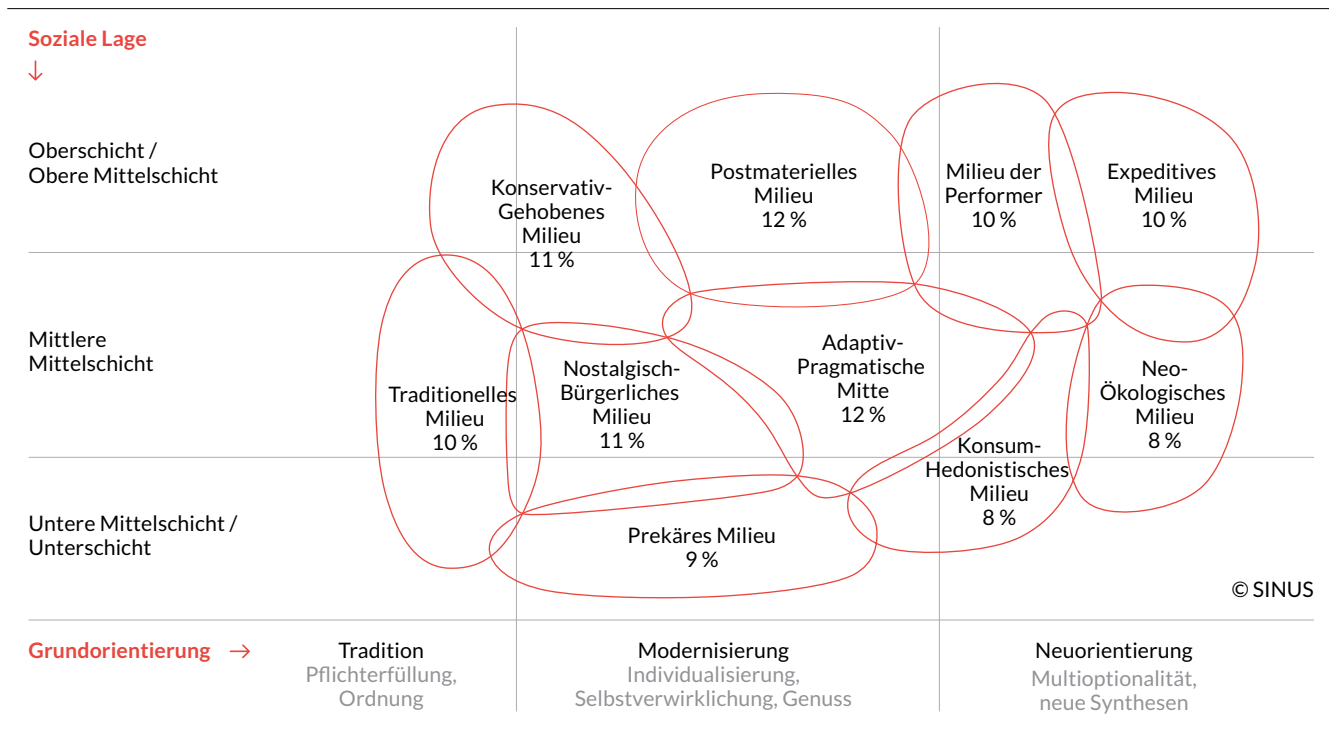 Soziale Lage
↓
Oberschicht /
Obere Mittelschicht
Konservativ-
Gehobenes
Milieu
11 %
Postmaterielles
Milieu
12 %
Milieu der
Performer
10 %
Expeditives
Milieu
10 %
Mittlere
Mittelschicht
Traditionelles
Milieu
10 %
Nostalgisch-
Bürgerliches
Milieu
11 %
Adaptiv-
Pragmatische
Mitte
12 %
Konsum-
Hedonistisches
Milieu
8 %
Neo-
Ökologisches
Milieu
8 %
Untere Mittelschicht /
Unterschicht
Prekäres Milieu
9 %
© SINUS
Grundorientierung →
Tradition
Pflichterfüllung,
Ordnung
Modernisierung
Individualisierung,
Selbstverwirklichung, Genuss
Neuorientierung
Multioptionalität,
neue Synthesen